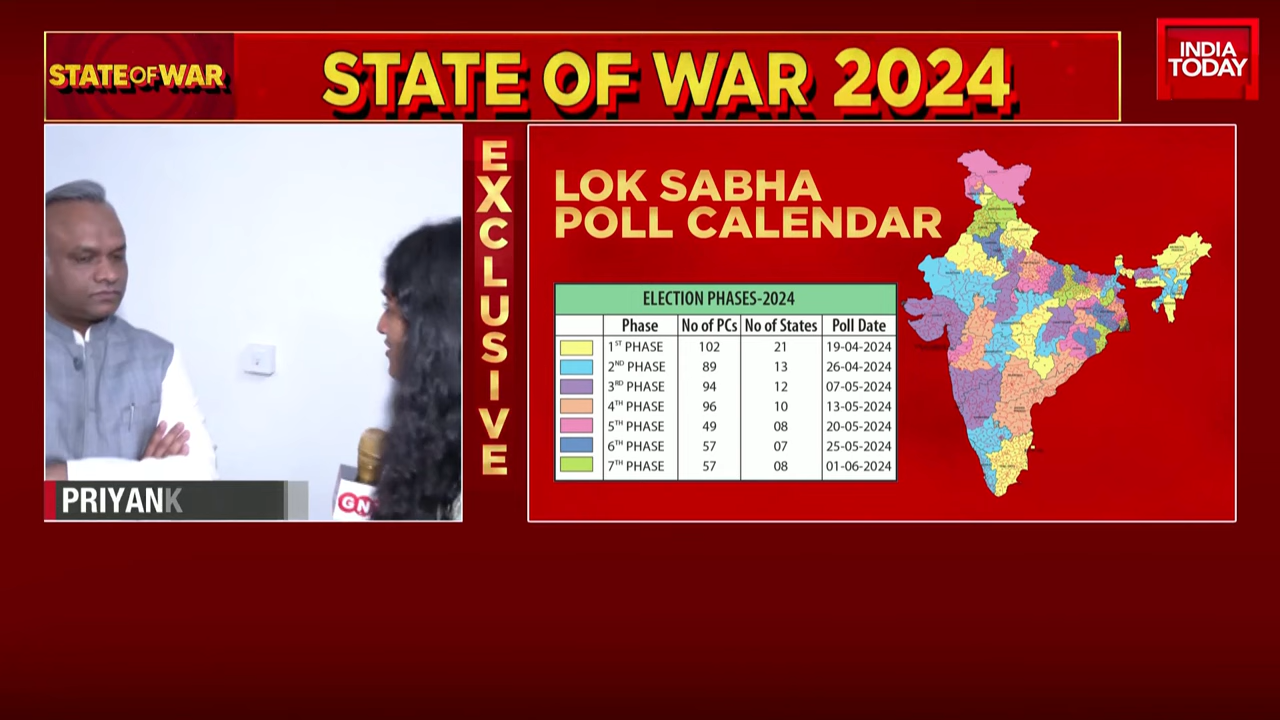 STATE OF WAR
STATE OF WAR 2024
INDIA
TODAY
EXCLUSIVE
LOK SABHA
POLL CALENDAR
ELECTION PHASES-2024
Phase No of PCs No of States Poll Date
1ST PHASE 102 21 19-04-2024
2ND PHASE 89 13 26-04-2024
3RD PHASE 94 12 07-05-2024
4TH PHASE 96 10 13-05-2024
5TH PHASE 49 08 20-05-2024
6TH PHASE 57 07 25-05-2024
7TH PHASE 57 08 01-06-2024
GN
PRIYANK